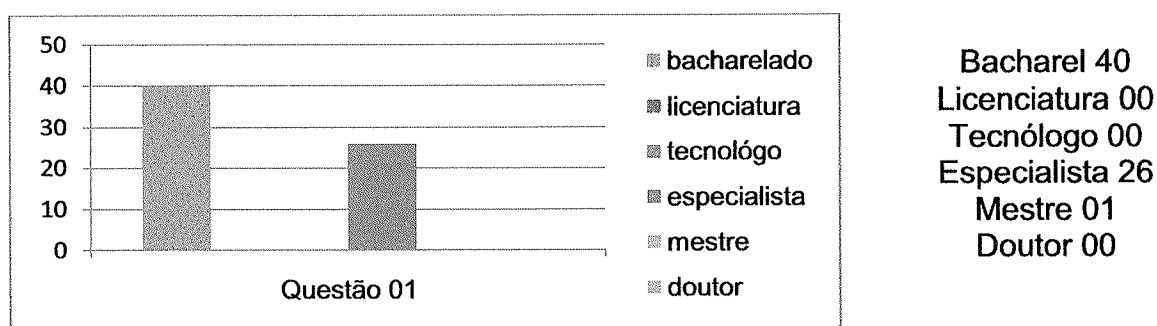 50
40
30
20
10
0
Questão 01
bacharelado
licenciatura
tecnológo
especialista
mestre
doutor
Bacharel 40
Licenciatura 00
Tecnólogo 00
Especialista 26
Mestre 01
Doutor 00